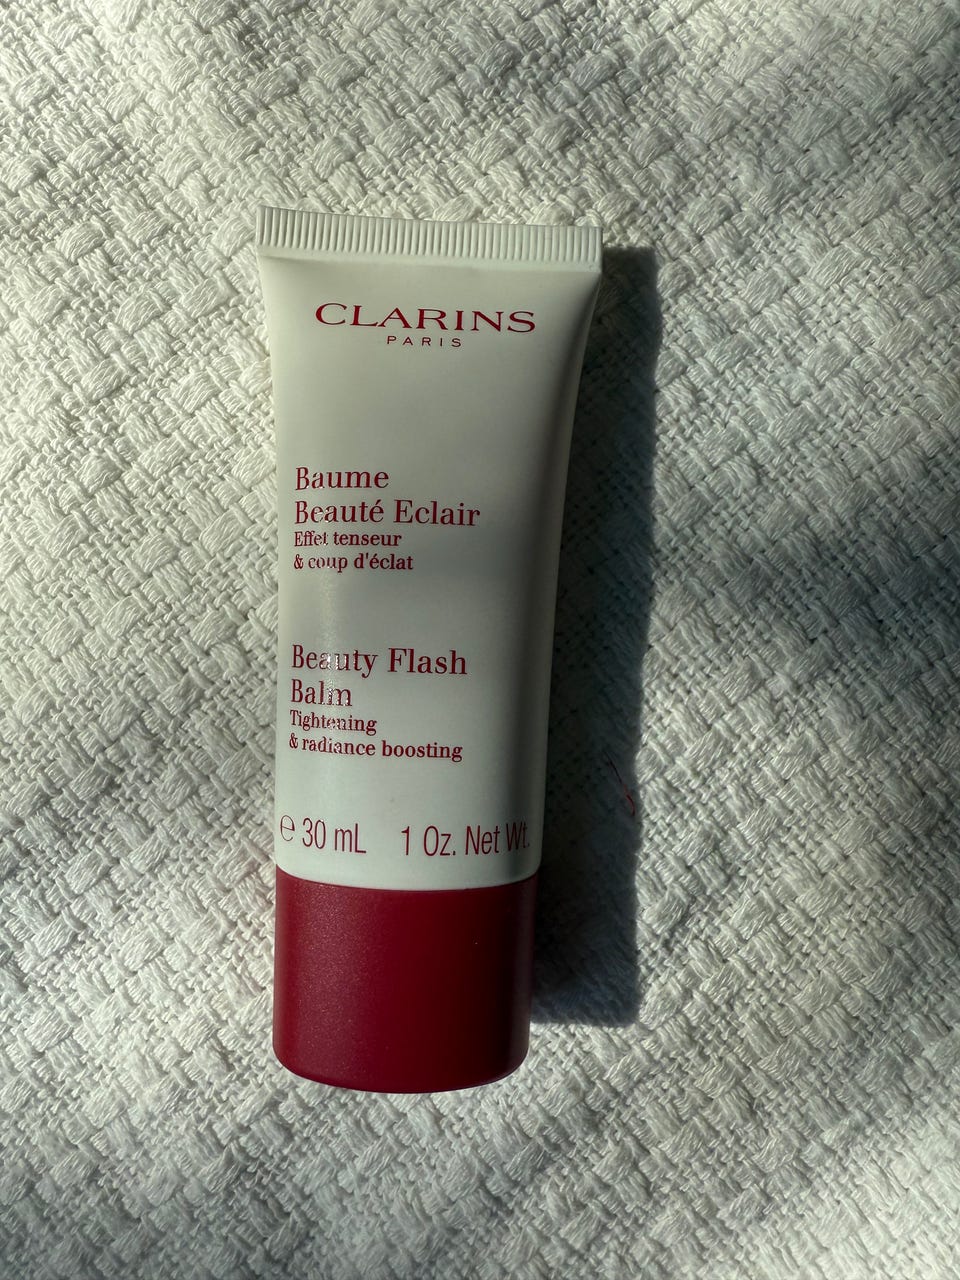 CLARINS
PARIS
Baume
Beauté Eclair
Effet tenseur
& coup d'éclat
Beauty Flash
Balm
Tightening
& radiance boosting
℮ 30 mL 1 Oz. Net Wt.